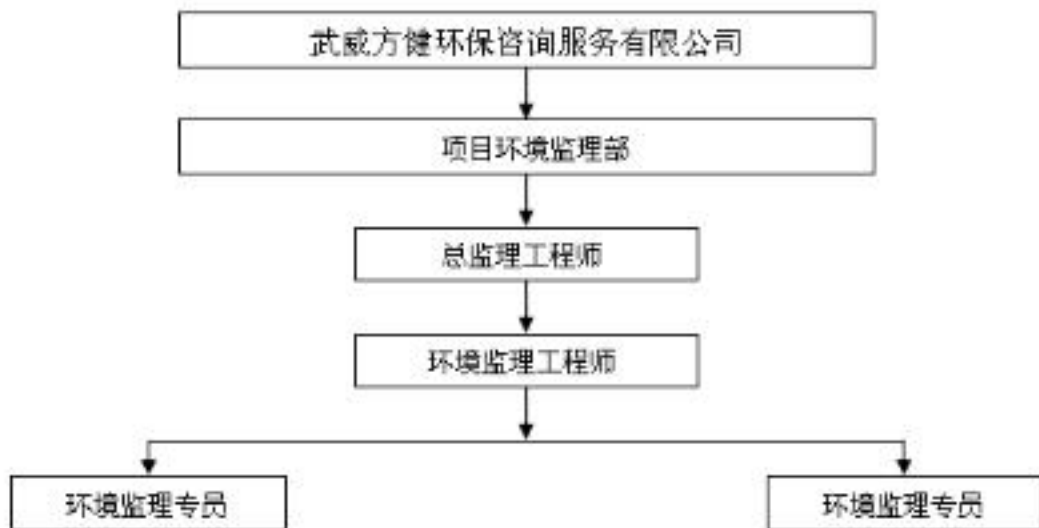 武威方健环保咨询服务有限公司
项目环境监理部
总监理工程师
环境监理工程师
环境监理专员
环境监理专员